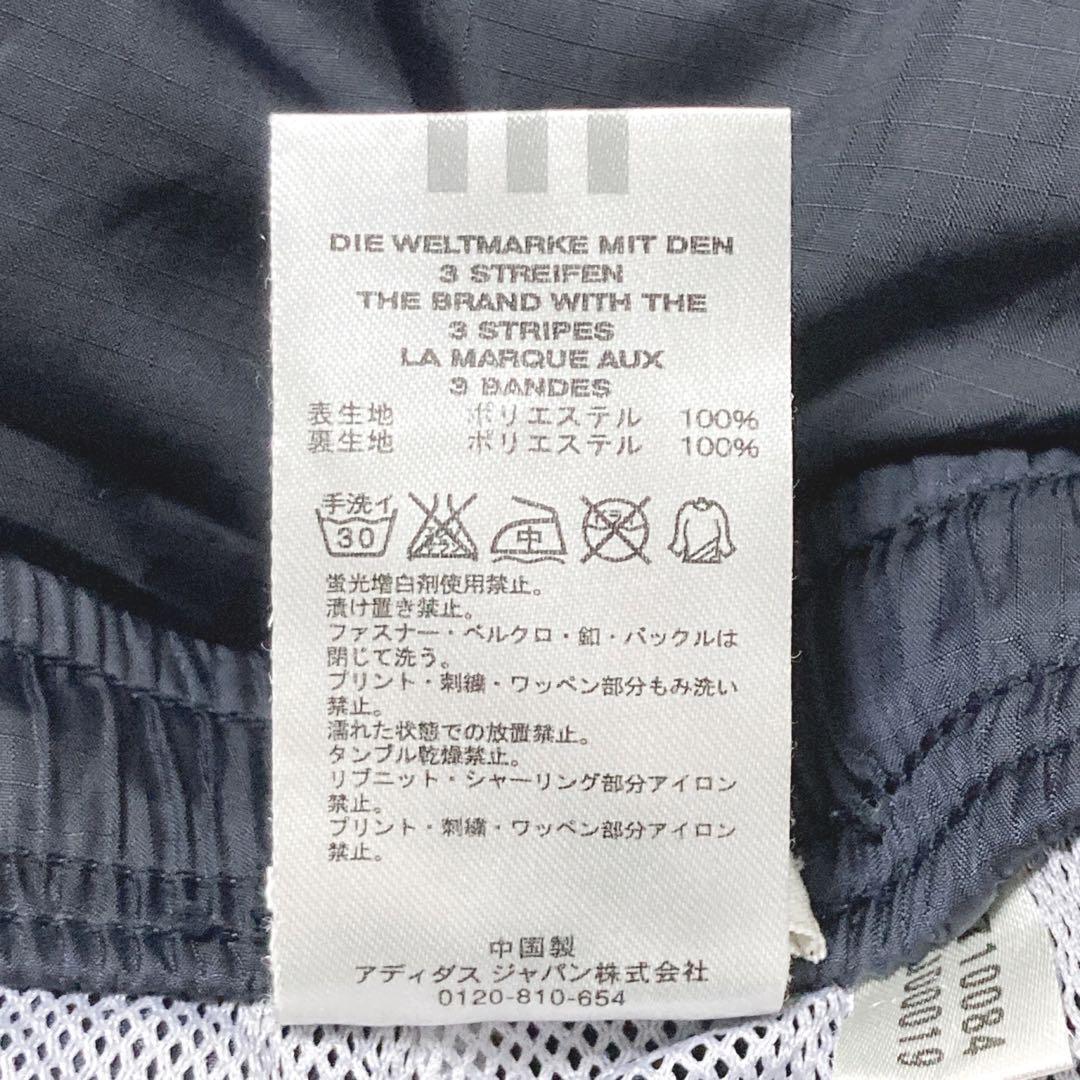 DIE WELTMARKE MIT DEN
3 STREIFEN
THE BRAND WITH THE
3 STRIPES
LA MARQUE AUX
3 BANDES
表生地 ポリエステル 100%
裏生地 ポリエステル 100%
手洗イ
30
中
蛍光増白剤使用禁止。
漬け置き禁止。
ファスナー・ベルクロ・釦・バックルは
閉じて洗う。
プリント・刺繍・ワッペン部分もみ洗い
禁止。
濡れた状態での放置禁止。
タンブル乾燥禁止。
リブニット・シャーリング部分アイロン
禁止。
プリント・刺繍・ワッペン部分アイロン
禁止。
中国製
アディダス ジャパン株式会社
0120-810-654